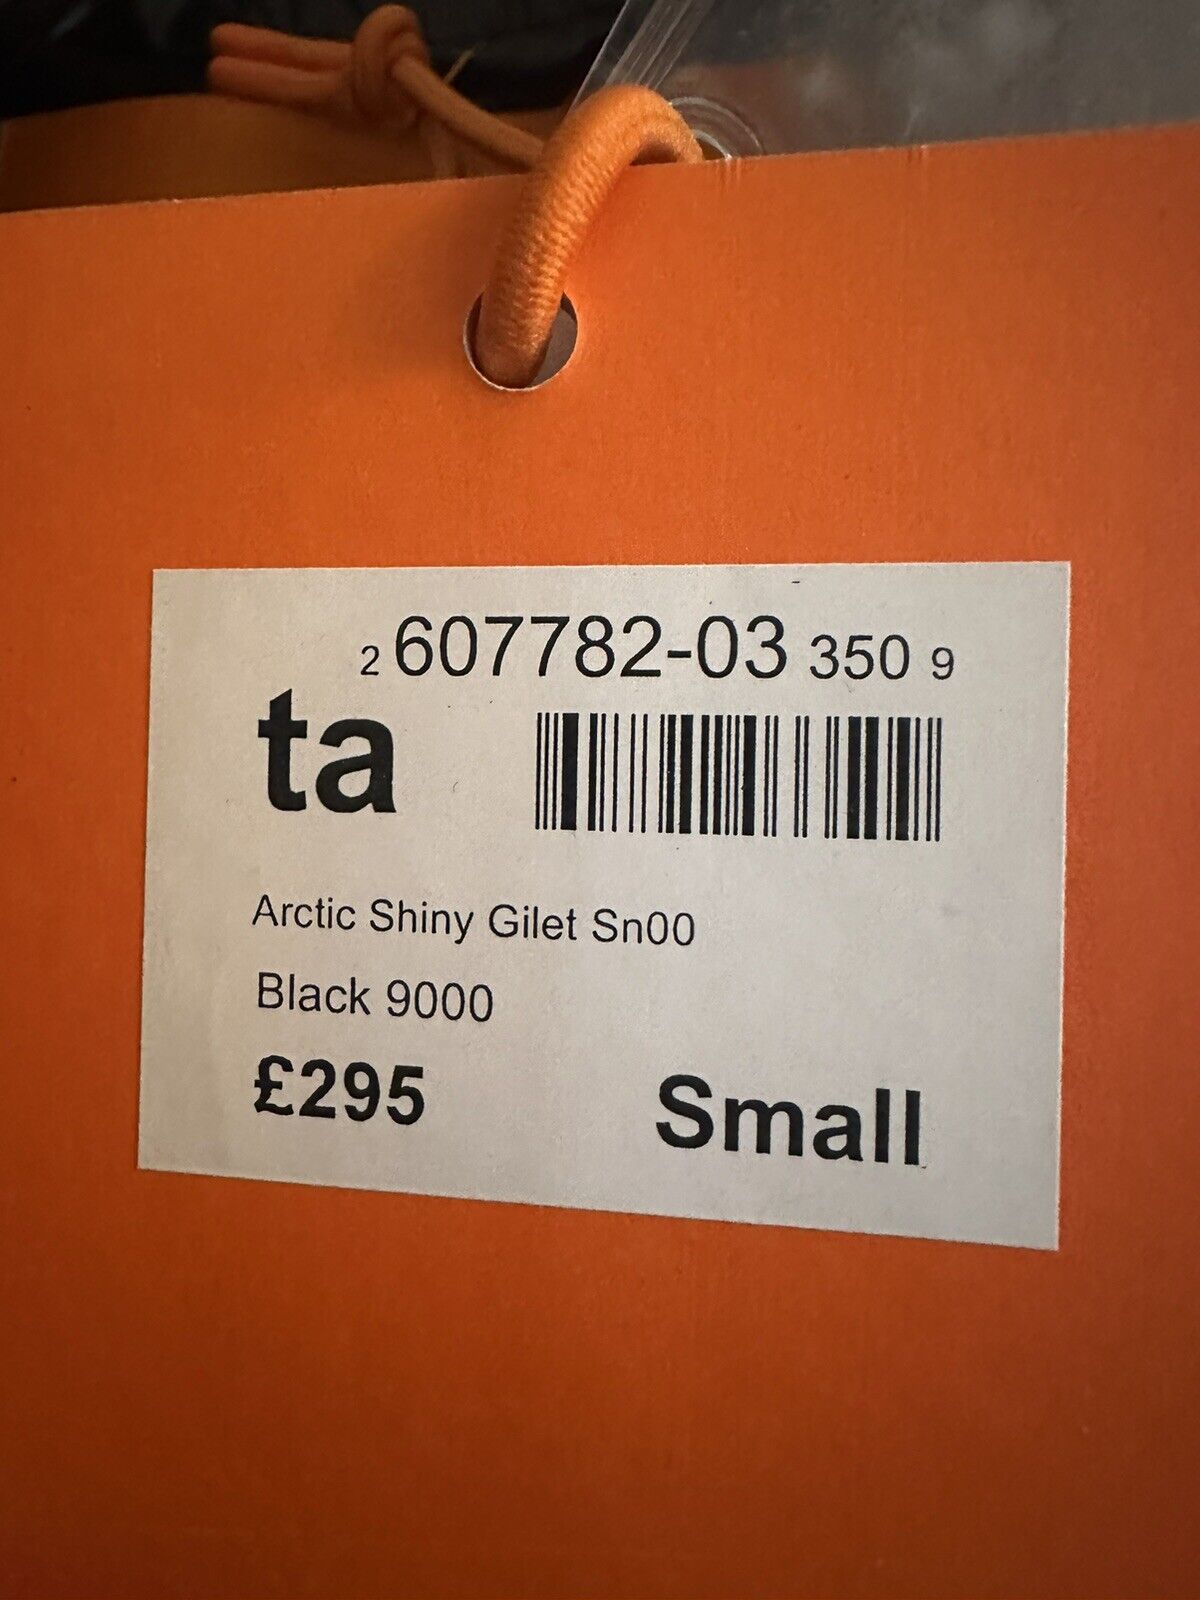 2 607782-03 350 9
ta
Arctic Shiny Gilet Sn00
Black 9000
£295 Small